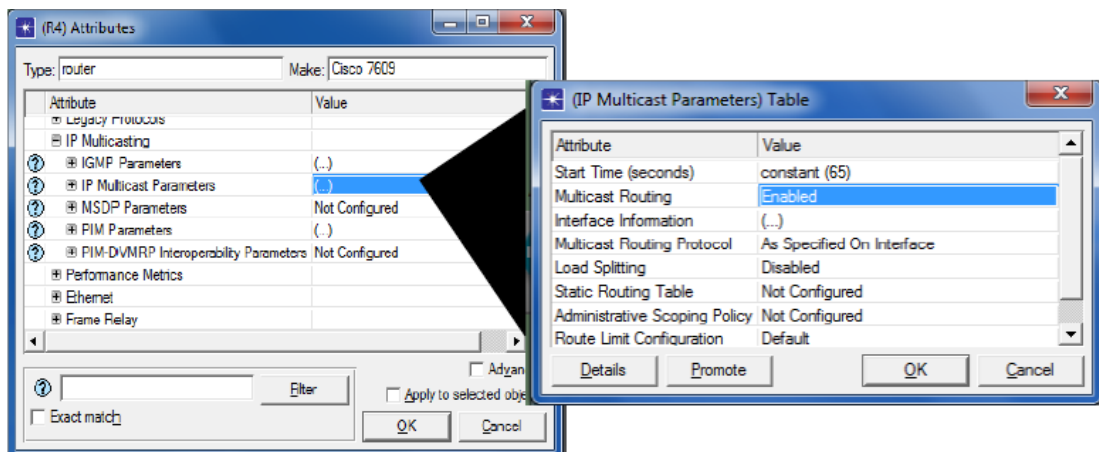 (R4) Attributes
Type: router Make: Cisco 7609
Attribute Value
Legacy Protocols
IP Multicasting
IGMP Parameters (...)
IP Multicast Parameters (...)
MSDP Parameters Not Configured
PIM Parameters (...)
PIM-DVMRP Interoperability Parameters Not Configured
Performance Metrics
Ethernet
Frame Relay
Advan
Filter
Apply to selected obje
Exact match
OK Cancel
(IP Multicast Parameters) Table
Attribute Value
Start Time (seconds) constant (65)
Multicast Routing Enabled
Interface Information (...)
Multicast Routing Protocol As Specified On Interface
Load Splitting Disabled
Static Routing Table Not Configured
Administrative Scoping Policy Not Configured
Route Limit Configuration Default
Details Promote OK Cancel